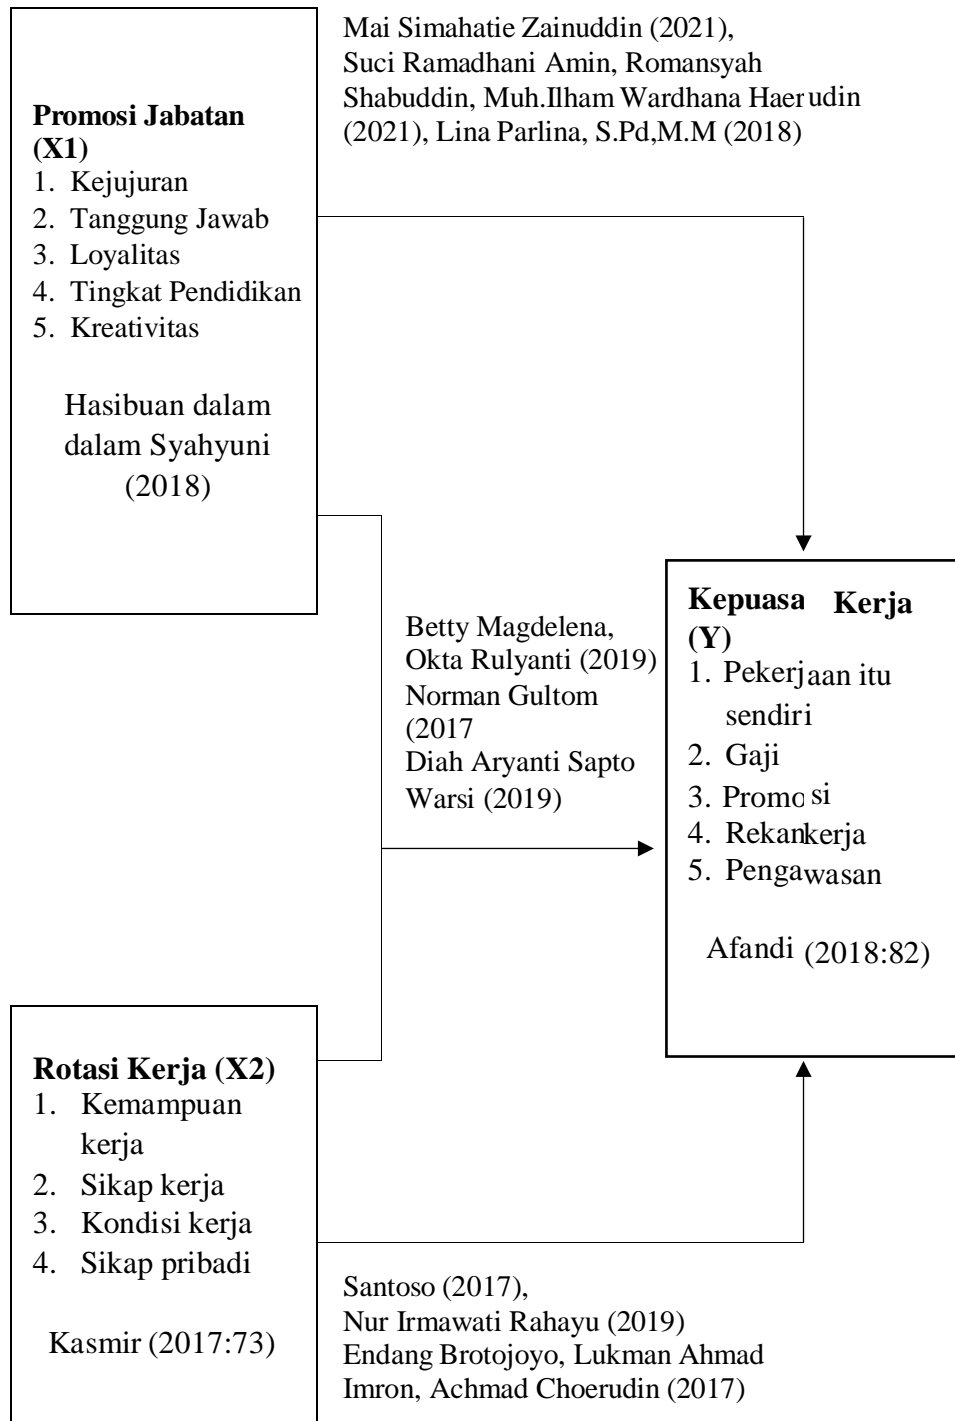 Mai Simahatie Zainuddin (2021),
Suci Ramadhani Amin, Romansyah
Shabuddin, Muh.Ilham Wardhana Haerudin
(2021), Lina Parlina, S.Pd,M.M (2018)
Promosi Jabatan
(X1)
1. Kejujuran
2. Tanggung Jawab
3. Loyalitas
4. Tingkat Pendidikan
5. Kreativitas
Hasibuan dalam
dalam Syahyuni
(2018)
Betty Magdelena,
Okta Rulyanti (2019)
Norman Gultom
(2017
Diah Aryanti Sapto
Warsi (2019)
Kepuasa Kerja
(Y)
1. Pekerjaan itu
sendiri
2. Gaji
3. Promosi
4. Rekankerja
5. Pengawasan
Afandi (2018:82)
Rotasi Kerja (X2)
1. Kemampuan
kerja
2. Sikap kerja
3. Kondisi kerja
4. Sikap pribadi
Kasmir (2017:73)
Santoso (2017),
Nur Irmawati Rahayu (2019)
Endang Brotojoyo, Lukman Ahmad
Imron, Achmad Choerudin (2017)